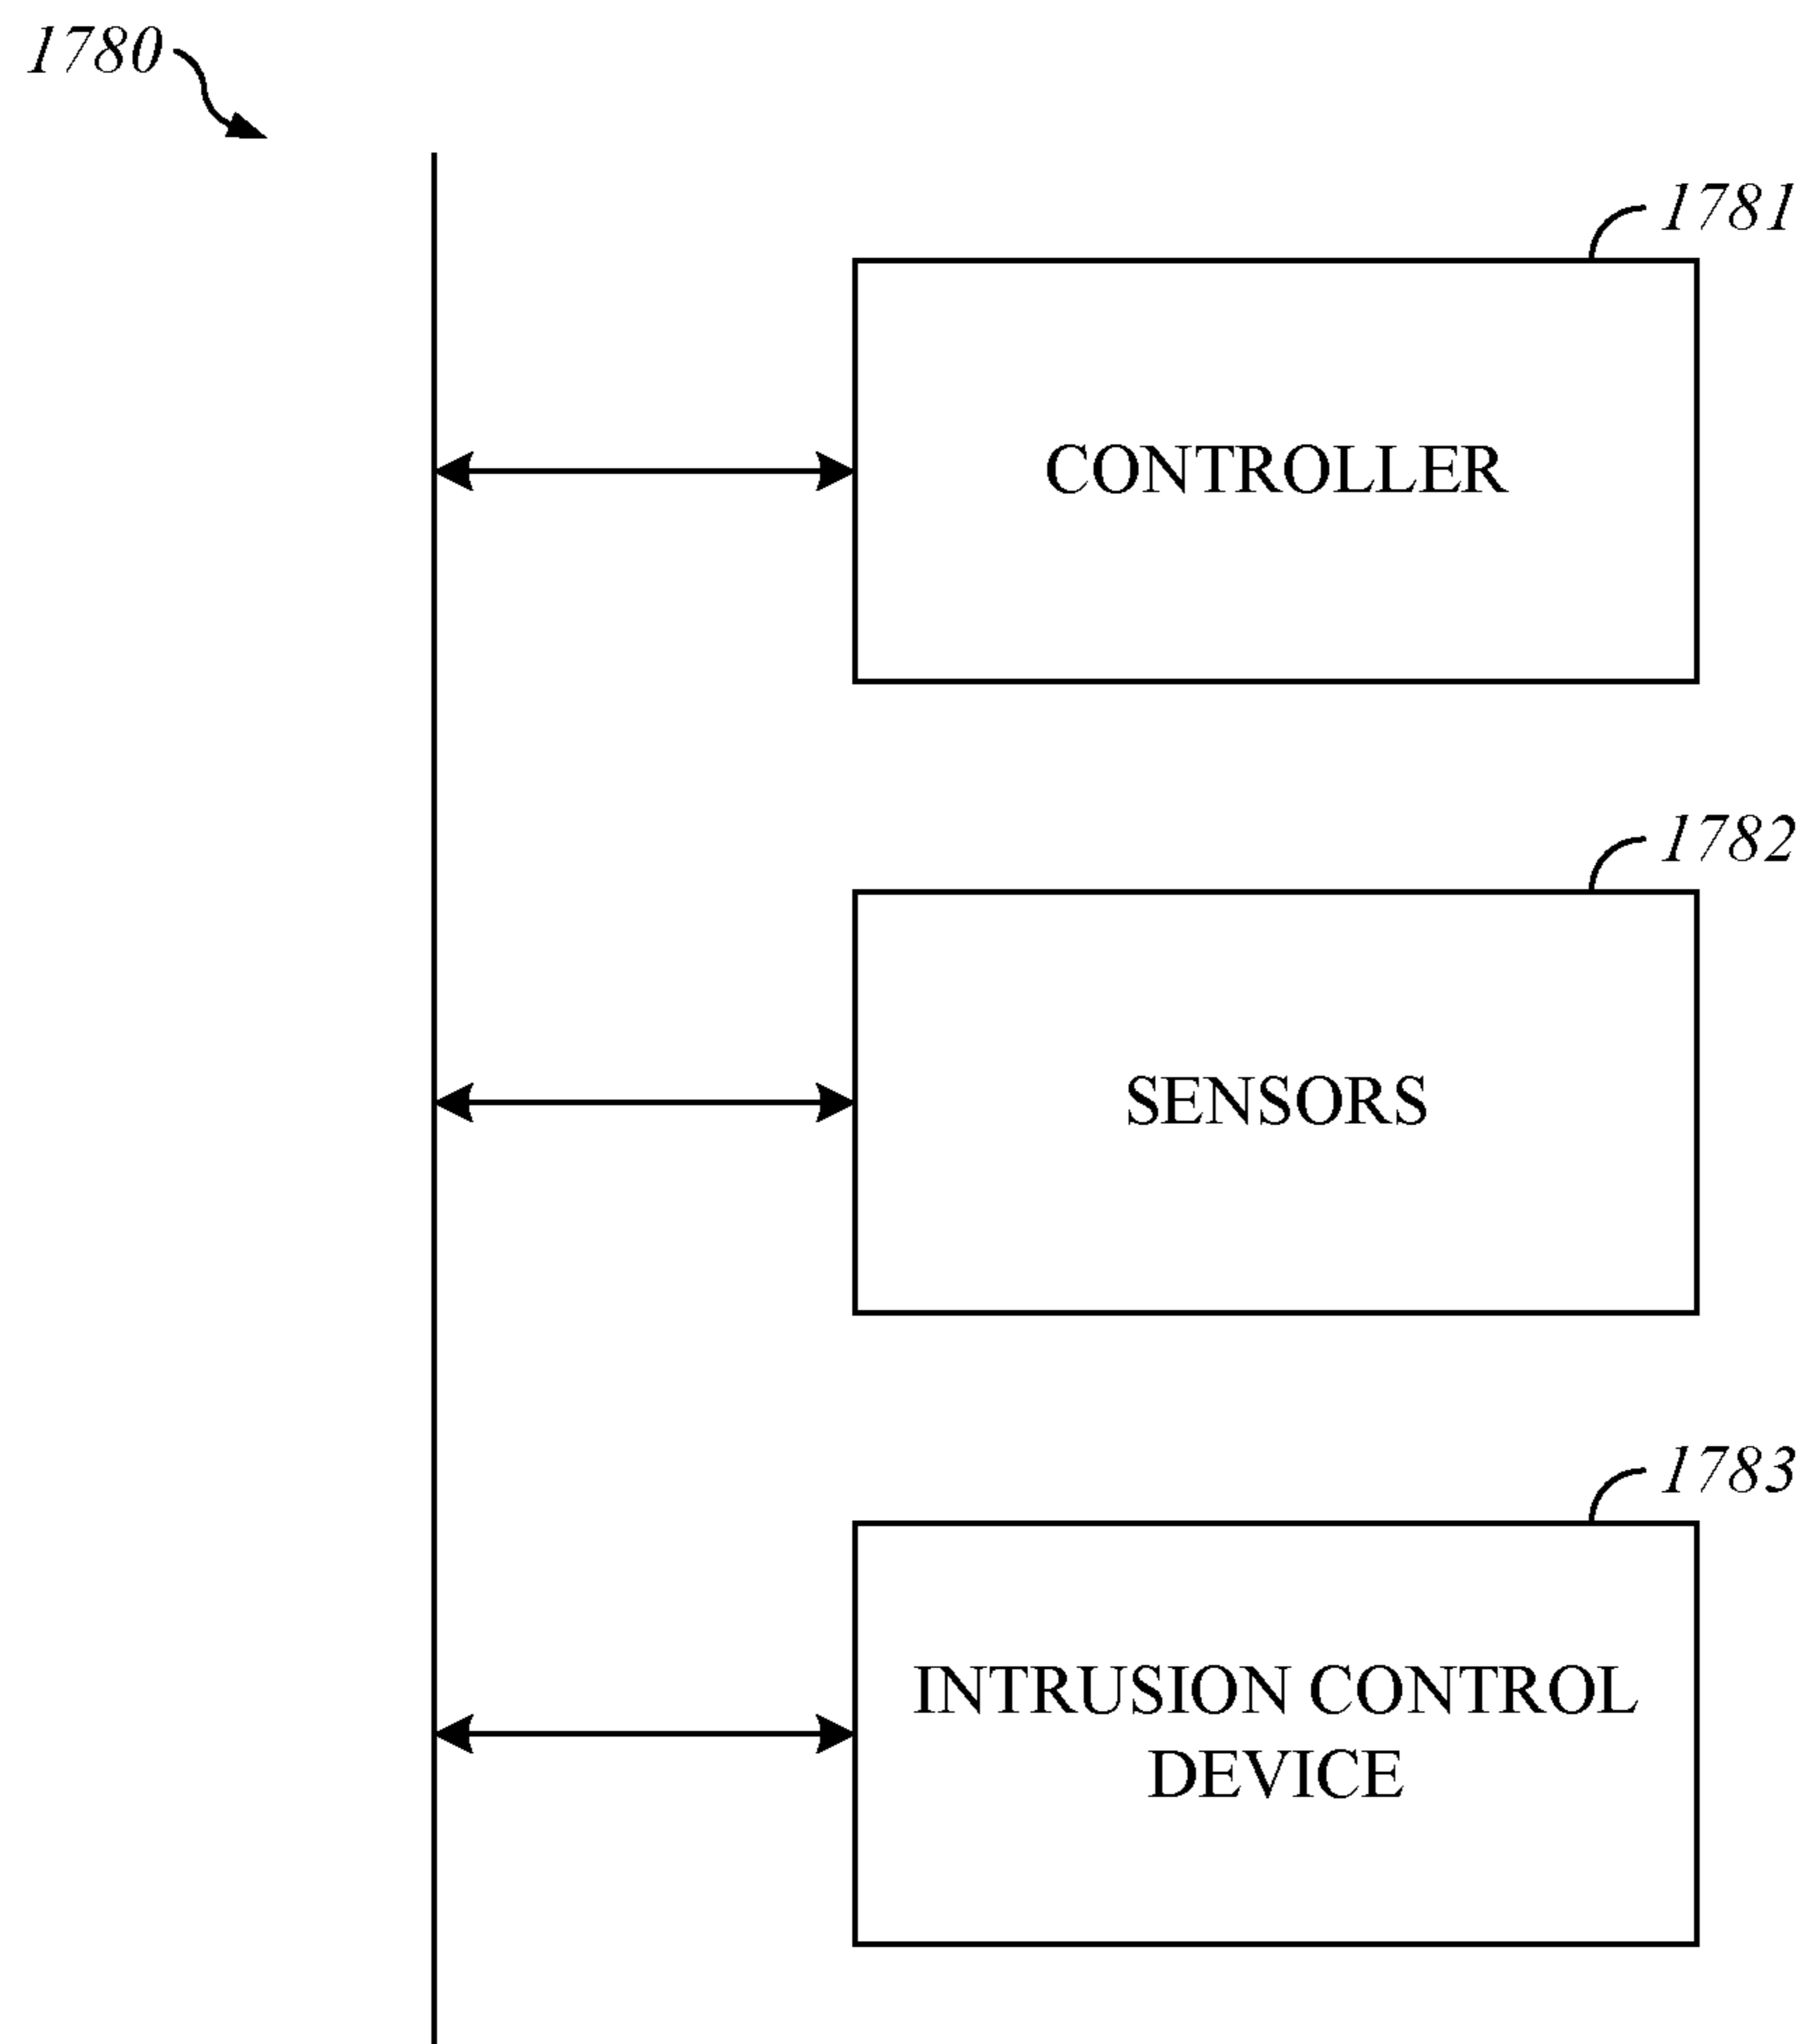 1780
1781
CONTROLLER
1782
SENSORS
1783
INTRUSION CONTROL
DEVICE